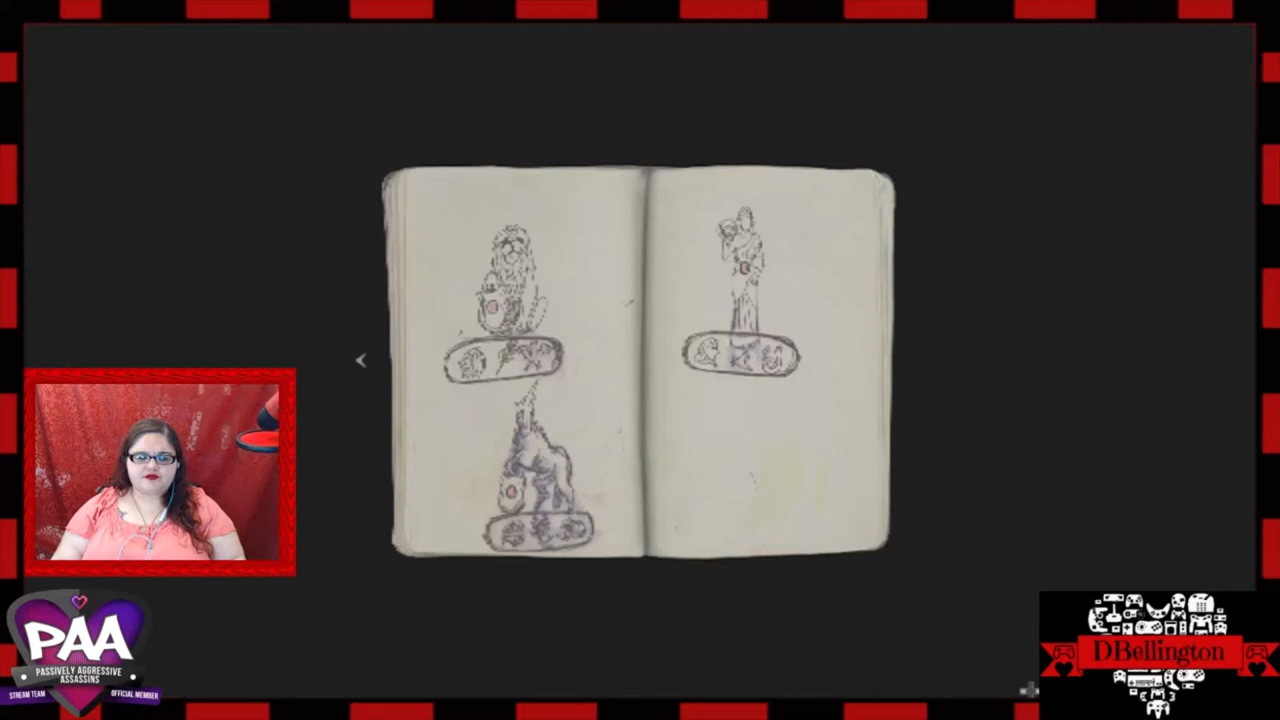 PAA
PASSIVELY AGGRESSIVE
ASSASSINS
STREAM TEAM
OFFICIAL MEMBER
DBellington